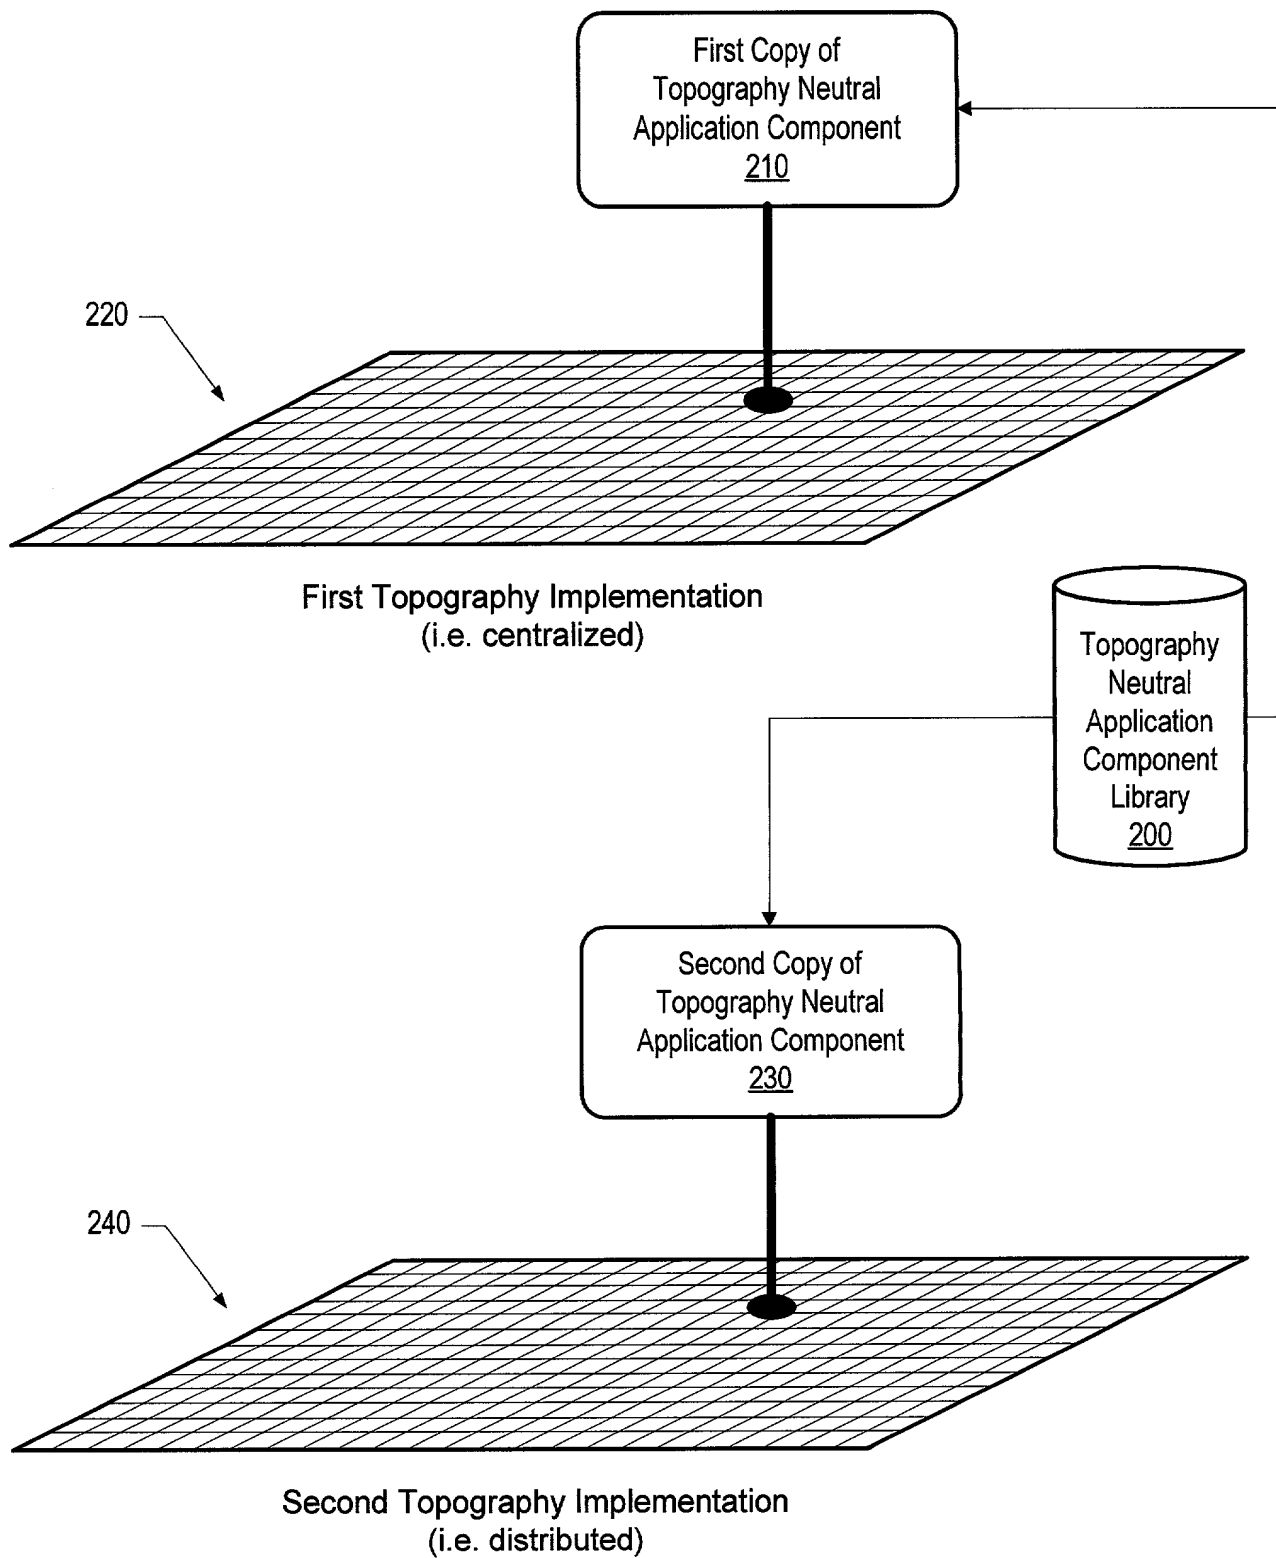 First Copy of
Topography Neutral
Application Component
210
220
First Topography Implementation
(i.e. centralized)
Topography
Neutral
Application
Component
Library
200
Second Copy of
Topography Neutral
Application Component
230
240
Second Topography Implementation
(i.e. distributed)